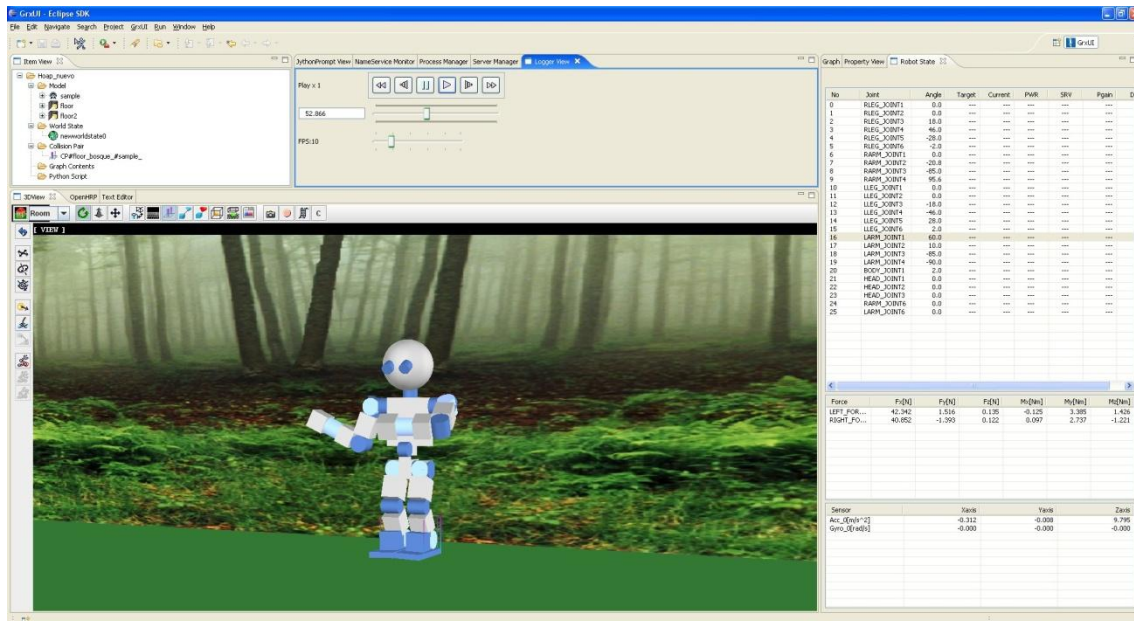 GrxUI - Eclipse SDK
File Edit Navigate Search Project GrxUI Run Window Help
GrxUI
Item View
Hoap_nuevo
Model
sample
floor
floor2
World State
newworldstate0
Collision Pair
CP#floor_bosque_#sample_
Graph Contents
Python Script
JythonPrompt View NameService Monitor Process Manager Server Manager Logger View
Play x 1
52.866
FPS:10
3DView OpenHRP Text Editor
Room
C
[ VIEW ]
Graph Property View Robot State
No Joint Angle Target Current PWR SRV Pgain D
0 RLEG_JOINT1 0.0 --- --- --- --- ---
1 RLEG_JOINT2 0.0 --- --- --- --- ---
2 RLEG_JOINT3 18.0 --- --- --- --- ---
3 RLEG_JOINT4 46.0 --- --- --- --- ---
4 RLEG_JOINT5 -28.0 --- --- --- --- ---
5 RLEG_JOINT6 -2.0 --- --- --- --- ---
6 RARM_JOINT1 0.0 --- --- --- --- ---
7 RARM_JOINT2 -20.8 --- --- --- --- ---
8 RARM_JOINT3 -85.0 --- --- --- --- ---
9 RARM_JOINT4 95.6 --- --- --- --- ---
10 LLEG_JOINT1 0.0 --- --- --- --- ---
11 LLEG_JOINT2 0.0 --- --- --- --- ---
12 LLEG_JOINT3 -18.0 --- --- --- --- ---
13 LLEG_JOINT4 -46.0 --- --- --- --- ---
14 LLEG_JOINT5 28.0 --- --- --- --- ---
15 LLEG_JOINT6 2.0 --- --- --- --- ---
16 LARM_JOINT1 60.0 --- --- --- --- ---
17 LARM_JOINT2 10.0 --- --- --- --- ---
18 LARM_JOINT3 -85.0 --- --- --- --- ---
19 LARM_JOINT4 -90.0 --- --- --- --- ---
20 BODY_JOINT1 2.0 --- --- --- --- ---
21 HEAD_JOINT1 0.0 --- --- --- --- ---
22 HEAD_JOINT2 0.0 --- --- --- --- ---
23 HEAD_JOINT3 0.0 --- --- --- --- ---
24 RARM_JOINT6 0.0 --- --- --- --- ---
25 LARM_JOINT6 0.0 --- --- --- --- ---
Force Fx[N] Fy[N] Fz[N] Mx[Nm] My[Nm] Mz[Nm]
LEFT_FOR... 42.342 1.516 0.135 -0.125 3.385 1.426
RIGHT_FO... 40.852 -1.393 0.122 0.097 2.737 -1.221
Sensor Xaxis Yaxis Zaxis
Acc_0[m/s^2] -0.312 -0.008 9.795
Gyro_0[rad/s] -0.000 -0.000 -0.000